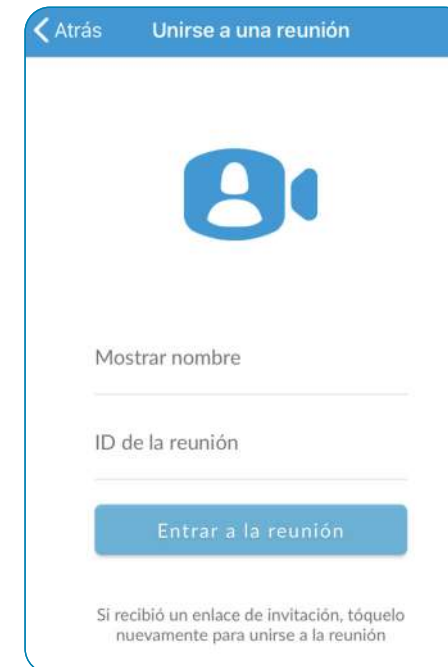 Atrás Unirse a una reunión
Mostrar nombre
ID de la reunión
Entrar a la reunión
Si recibió un enlace de invitación, tóquelo
nuevamente para unirse a la reunión